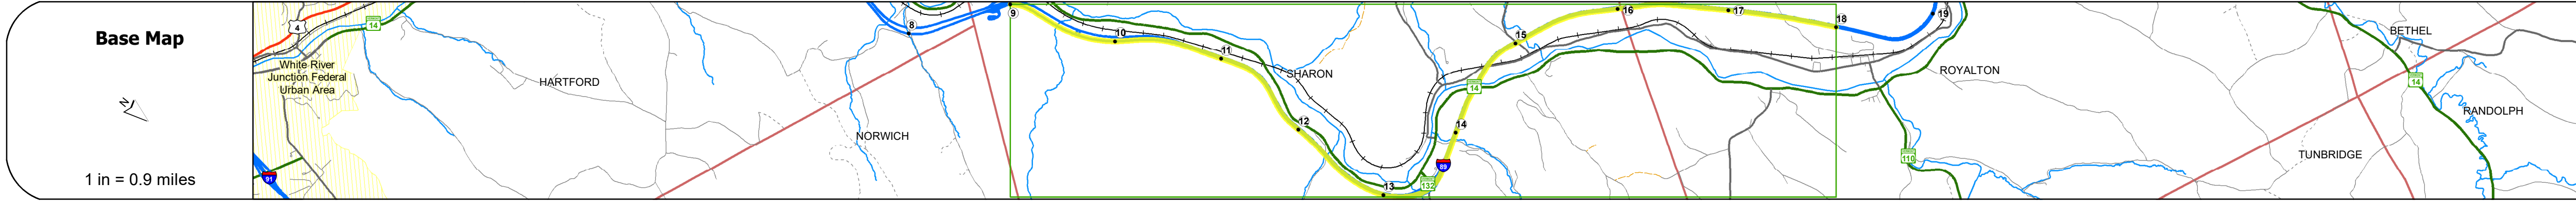 Base Map
N
1 in = 0.9 miles
4
14
White River
Junction Federal
Urban Area
91
HARTFORD
NORWICH
8
9
10
11
SHARON
12
13
132
89
14
14
15
16
17
18
19
ROYALTON
110
BETHEL
14
RANDOLPH
TUNBRIDGE